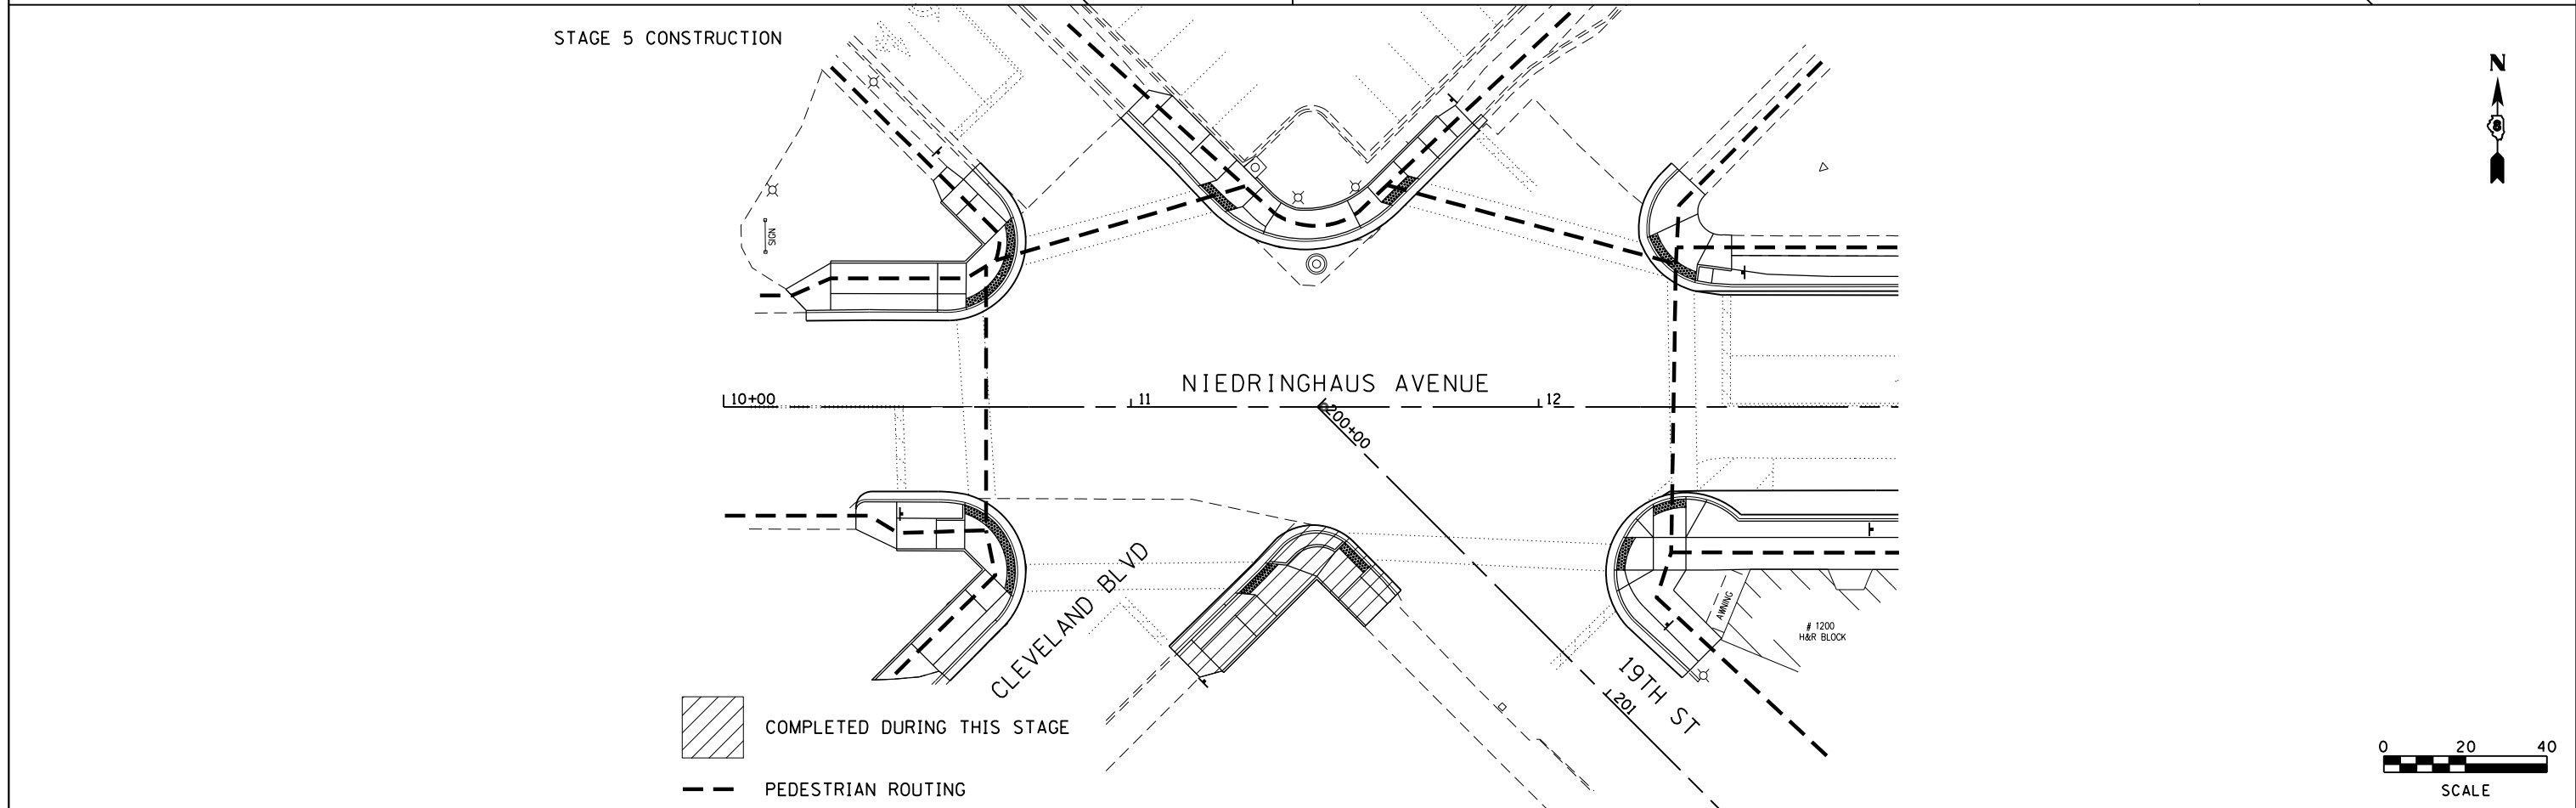 STAGE 5 CONSTRUCTION
N
8
SIGN
NIEDRINGHAUS AVENUE
10+00
11
12
200+00
CLEVELAND BLVD
AWNING
# 1200
H&R BLOCK
19TH ST
201
COMPLETED DURING THIS STAGE
PEDESTRIAN ROUTING
0 20 40
SCALE